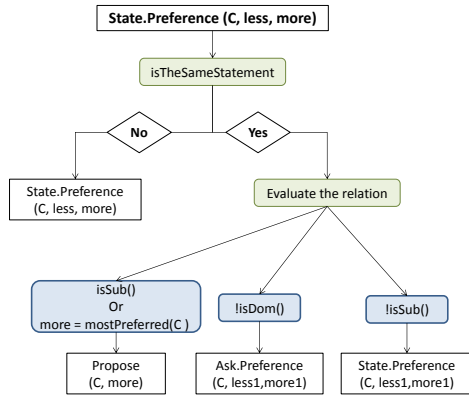 State.Preference (C, less, more)
isTheSameStatement
No
Yes
State.Preference
(C, less, more)
Evaluate the relation
isSub()
Or
more = mostPreferred(C )
!isDom()
!isSub()
Propose
(C, more)
Ask.Preference
(C, less1,more1)
State.Preference
(C, less1,more1)